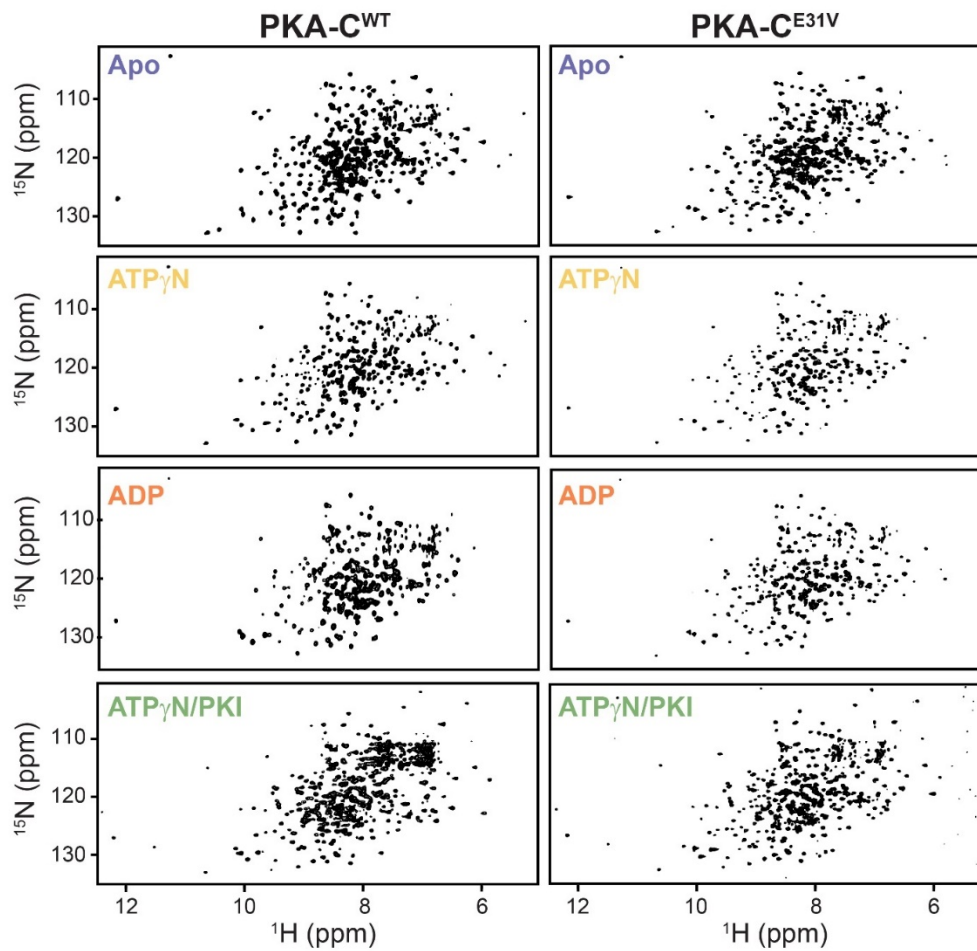 PKA-C^WT PKA-C^E31V
Apo Apo
110
120
130
¹⁵N (ppm)
ATPγN ATPγN
110
120
130
¹⁵N (ppm)
ADP ADP
110
120
130
¹⁵N (ppm)
ATPγN/PKI ATPγN/PKI
110
120
130
¹⁵N (ppm)
12 10 8 6 12 10 8 6
¹H (ppm) ¹H (ppm)